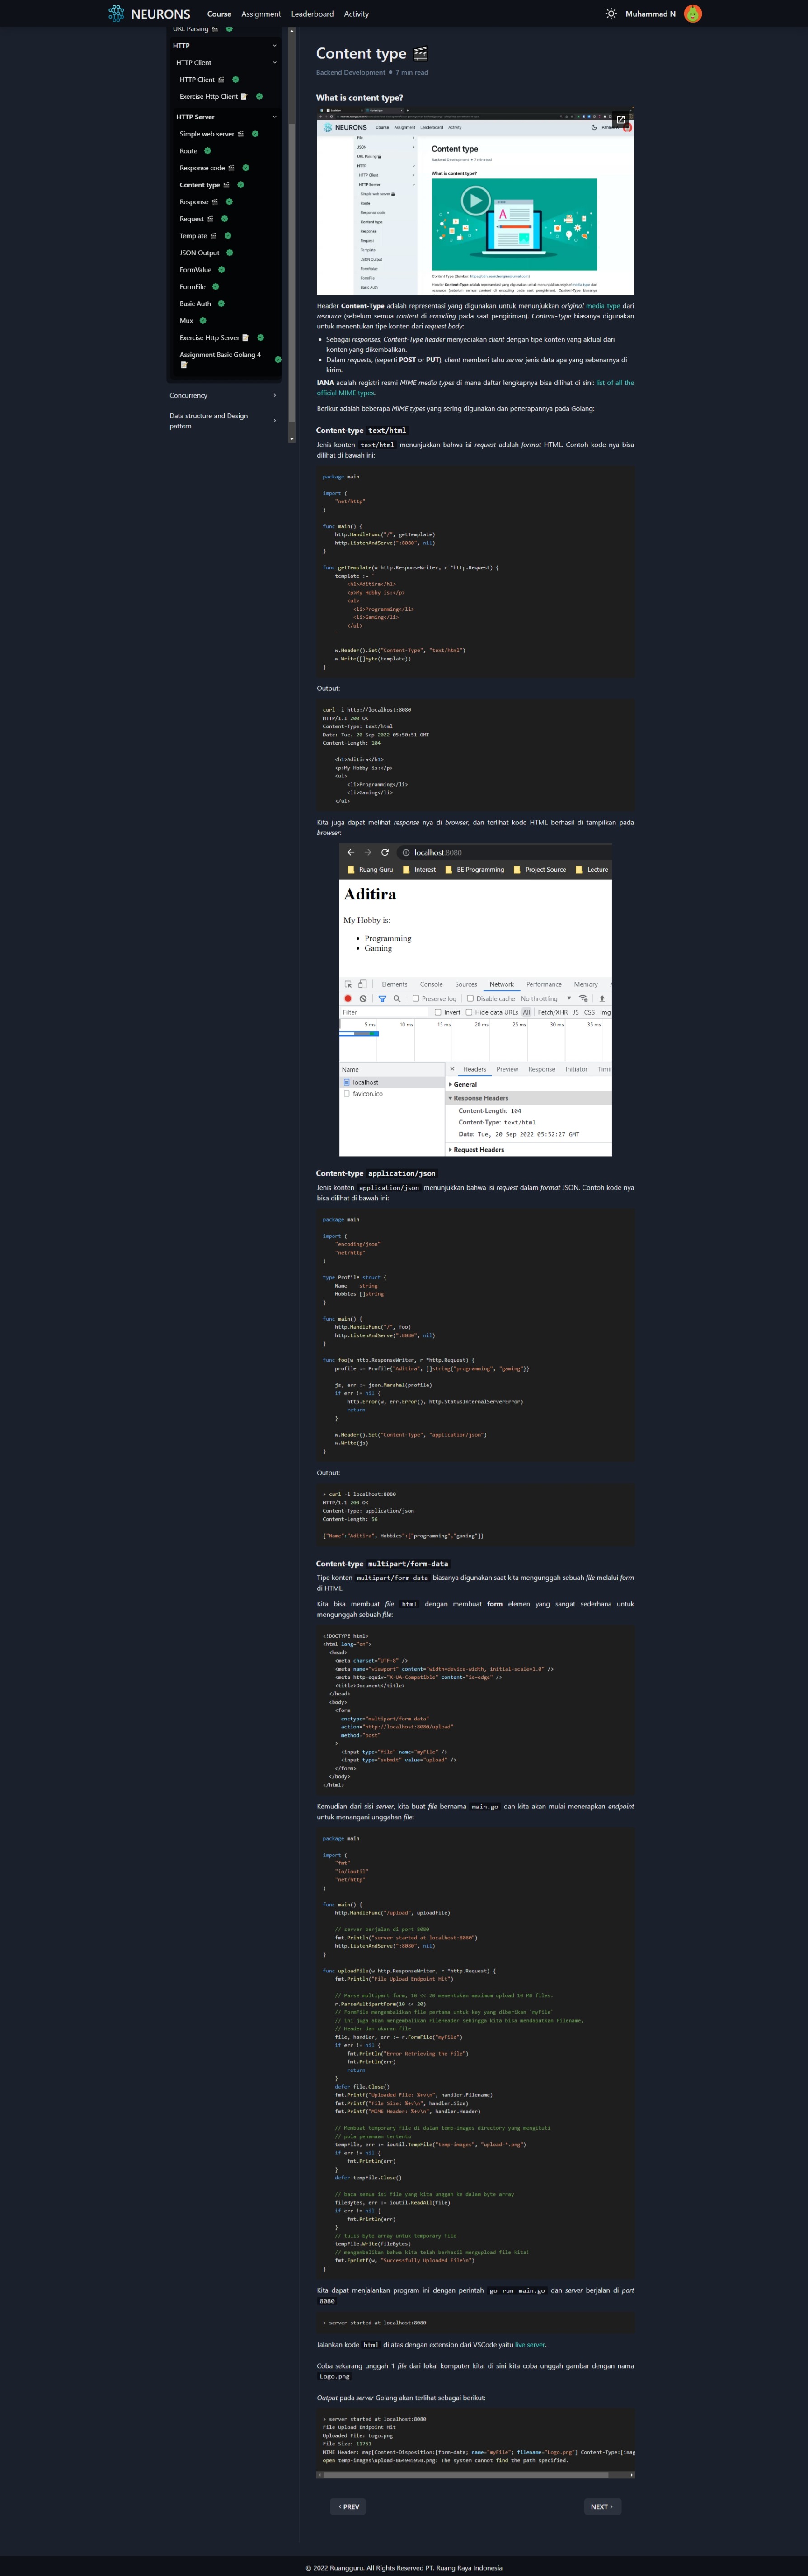 NEURONS
Course Assignment Leaderboard Activity
Muhammad N
URL Parsing
HTTP
HTTP Client
HTTP Client
Exercise Http Client
HTTP Server
Simple web server
Route
Response code
Content type
Response
Request
Template
JSON Output
FormValue
FormFile
Basic Auth
Mux
Exercise Http Server
Assignment Basic Golang 4
Concurrency
Data structure and Design
pattern
Content type
Backend Development • 7 min read
What is content type?
NEURONS Course Assignment Leaderboard Activity
File
JSON
URL Parsing
HTTP
HTTP Client
HTTP Server
Simple web server
Route
Response code
Content type
Response
Request
Template
JSON Output
FormValue
FormFile
Basic Auth
Content type
Backend Development • 7 min read
What is content type?
Header Content-Type adalah representasi yang digunakan untuk menunjukkan original media type dari
resource (sebelum semua content di encoding pada saat pengiriman). Content-Type biasanya digunakan
untuk menentukan tipe konten dari request body:
• Sebagai responses, Content-Type header menyediakan client dengan tipe konten yang aktual dari
konten yang dikembalikan.
• Dalam requests, (seperti POST or PUT), client memberi tahu server jenis data apa yang sebenarnya di
kirim.
IANA adalah registri resmi MIME media types di mana daftar lengkapnya bisa dilihat di sini: list of all the
official MIME types.
Berikut adalah beberapa MIME types yang sering digunakan dan penerapannya pada Golang:
Content-type text/html
Jenis konten text/html menunjukkan bahwa isi request adalah format HTML. Contoh kode nya bisa
dilihat di bawah ini:
package main
import (
"net/http"
)
func main() {
http.HandleFunc("/", getTemplate)
http.ListenAndServe(":8080", nil)
}
func getTemplate(w http.ResponseWriter, r *http.Request) {
template := `
<h1>Aditira</h1>
<p>My Hobby is:</p>
<ul>
<li>Programming</li>
<li>Gaming</li>
</ul>
`
w.Header().Set("Content-Type", "text/html")
w.Write([]byte(template))
}
Output:
curl -i http://localhost:8080
HTTP/1.1 200 OK
Content-Type: text/html
Date: Tue, 20 Sep 2022 05:50:51 GMT
Content-Length: 104
<h1>Aditira</h1>
<p>My Hobby is:</p>
<ul>
<li>Programming</li>
<li>Gaming</li>
</ul>
Kita juga dapat melihat response nya di browser, dan terlihat kode HTML berhasil di tampilkan pada
browser:
localhost:8080
Ruang Guru Interest BE Programming Project Source Lecture
Aditira
My Hobby is:
• Programming
• Gaming
Elements Console Sources Network Performance Memory
Preserve log Disable cache No throttling
Filter Invert Hide data URLs All Fetch/XHR JS CSS Img
5 ms 10 ms 15 ms 20 ms 25 ms 30 ms 35 ms
Name Headers Preview Response Initiator Timi
localhost
favicon.ico
General
Response Headers
Content-Length: 104
Content-Type: text/html
Date: Tue, 20 Sep 2022 05:52:27 GMT
Request Headers
Content-type application/json
Jenis konten application/json menunjukkan bahwa isi request dalam format JSON. Contoh kode nya
bisa dilihat di bawah ini:
package main
import (
"encoding/json"
"net/http"
)
type Profile struct {
Name string
Hobbies []string
}
func main() {
http.HandleFunc("/", foo)
http.ListenAndServe(":8080", nil)
}
func foo(w http.ResponseWriter, r *http.Request) {
profile := Profile{"Aditira", []string{"programming", "gaming"}}
js, err := json.Marshal(profile)
if err != nil {
http.Error(w, err.Error(), http.StatusInternalServerError)
return
}
w.Header().Set("Content-Type", "application/json")
w.Write(js)
}
Output:
> curl -i localhost:8080
HTTP/1.1 200 OK
Content-Type: application/json
Content-Length: 56
{"Name":"Aditira", Hobbies":["programming","gaming"]}
Content-type multipart/form-data
Tipe konten multipart/form-data biasanya digunakan saat kita mengunggah sebuah file melalui form
di HTML.
Kita bisa membuat file html dengan membuat form elemen yang sangat sederhana untuk
mengunggah sebuah file:
<!DOCTYPE html>
<html lang="en">
<head>
<meta charset="UTF-8" />
<meta name="viewport" content="width=device-width, initial-scale=1.0" />
<meta http-equiv="X-UA-Compatible" content="ie=edge" />
<title>Document</title>
</head>
<body>
<form
enctype="multipart/form-data"
action="http://localhost:8080/upload"
method="post"
>
<input type="file" name="myFile" />
<input type="submit" value="upload" />
</form>
</body>
</html>
Kemudian dari sisi server, kita buat file bernama main.go dan kita akan mulai menerapkan endpoint
untuk menangani unggahan file:
package main
import (
"fmt"
"io/ioutil"
"net/http"
)
func main() {
http.HandleFunc("/upload", uploadFile)
// server berjalan di port 8080
fmt.Println("server started at localhost:8080")
http.ListenAndServe(":8080", nil)
}
func uploadFile(w http.ResponseWriter, r *http.Request) {
fmt.Println("File Upload Endpoint Hit")
// Parse multipart form, 10 << 20 menentukan maximum upload 10 MB files.
r.ParseMultipartForm(10 << 20)
// FormFile mengembalikan file pertama untuk key yang diberikan `myFile`
// ini juga akan mengembalikan FileHeader sehingga kita bisa mendapatkan Filename,
// Header dan ukuran file
file, handler, err := r.FormFile("myFile")
if err != nil {
fmt.Println("Error Retrieving the File")
fmt.Println(err)
return
}
defer file.Close()
fmt.Printf("Uploaded File: %+v\n", handler.Filename)
fmt.Printf("File Size: %+v\n", handler.Size)
fmt.Printf("MIME Header: %+v\n", handler.Header)
// Membuat temporary file di dalam temp-images directory yang mengikuti
// pola penamaan tertentu
tempFile, err := ioutil.TempFile("temp-images", "upload-*.png")
if err != nil {
fmt.Println(err)
}
defer tempFile.Close()
// baca semua isi file yang kita unggah ke dalam byte array
fileBytes, err := ioutil.ReadAll(file)
if err != nil {
fmt.Println(err)
}
// tulis byte array untuk temporary file
tempFile.Write(fileBytes)
// mengembalikan bahwa kita telah berhasil mengupload file kita!
fmt.Fprintf(w, "Successfully Uploaded File\n")
}
Kita dapat menjalankan program ini dengan perintah go run main.go dan server berjalan di port
8080
> server started at localhost:8080
Jalankan kode html di atas dengan extension dari VSCode yaitu live server.
Coba sekarang unggah 1 file dari lokal komputer kita, di sini kita coba unggah gambar dengan nama
Logo.png
Output pada server Golang akan terlihat sebagai berikut:
> server started at localhost:8080
File Upload Endpoint Hit
Uploaded File: Logo.png
File Size: 11751
MIME Header: map[Content-Disposition:[form-data; name="myFile"; filename="Logo.png"] Content-Type:[imag
open temp-images\upload-864945958.png: The system cannot find the path specified.
‹ PREV
NEXT ›
© 2022 Ruangguru. All Rights Reserved PT. Ruang Raya Indonesia